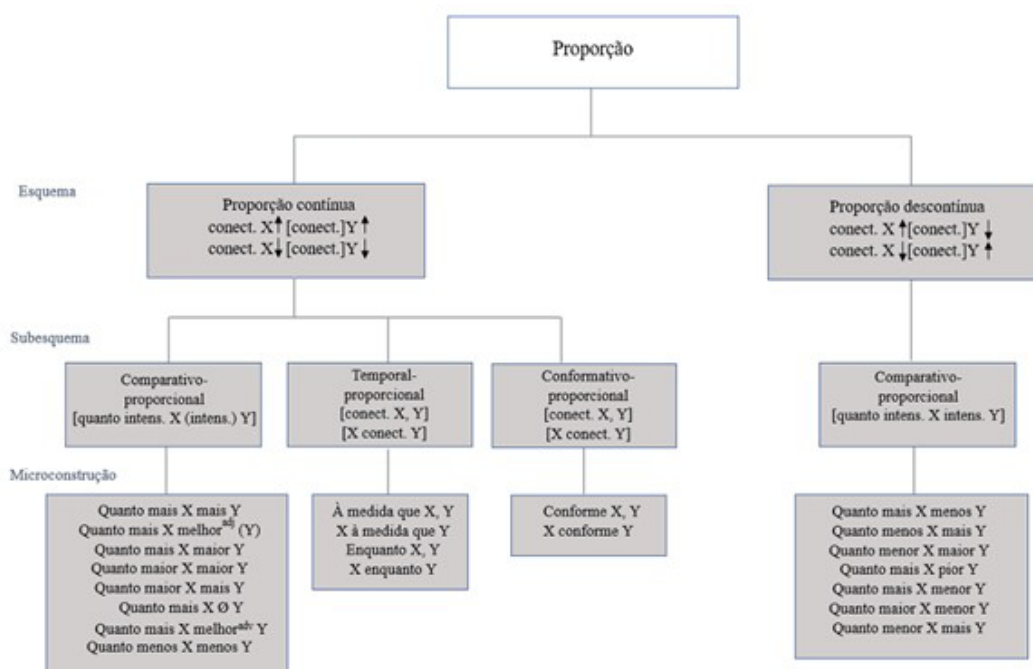 Proporção
Esquema
Proporção contínua
conect. X↑ [conect.]Y ↑
conect. X↓ [conect.]Y ↓
Proporção descontínua
conect. X ↑ [conect.]Y ↓
conect. X ↓ [conect.]Y ↑
Subesquema
Comparativo-
proporcional
[quanto intens. X (intens.) Y]
Temporal-
proporcional
[conect. X, Y]
[X conect. Y]
Conformativo-
proporcional
[conect. X, Y]
[X conect. Y]
Comparativo-
proporcional
[quanto intens. X intens. Y]
Microconstrução
Quanto mais X mais Y
Quanto mais X melhor^adj (Y)
Quanto mais X maior Y
Quanto maior X maior Y
Quanto maior X mais Y
Quanto mais X Ø Y
Quanto mais X melhor^adv Y
Quanto menos X menos Y
À medida que X, Y
X à medida que Y
Enquanto X, Y
X enquanto Y
Conforme X, Y
X conforme Y
Quanto mais X menos Y
Quanto menos X mais Y
Quanto menor X maior Y
Quanto mais X pior Y
Quanto mais X menor Y
Quanto maior X menor Y
Quanto menor X mais Y